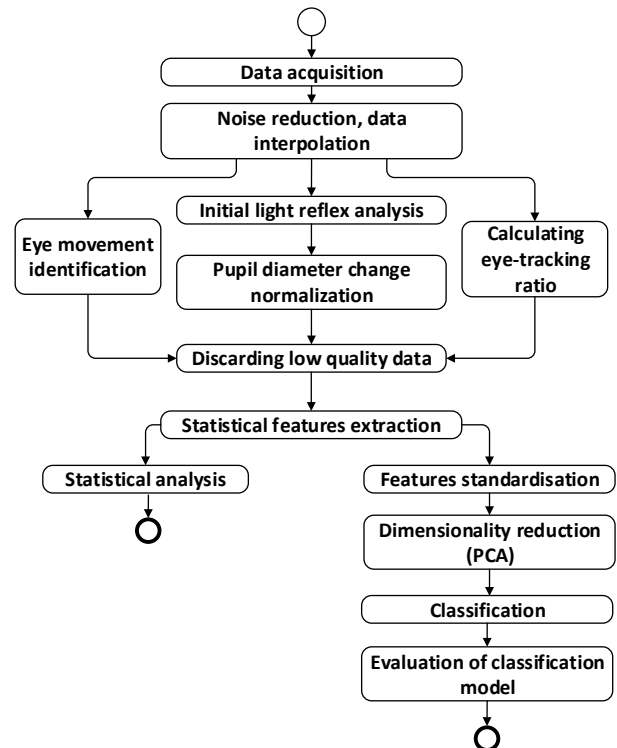 Data acquisition
Noise reduction, data
interpolation
Initial light reflex analysis
Eye movement
identification
Calculating
eye-tracking
ratio
Pupil diameter change
normalization
Discarding low quality data
Statistical features extraction
Statistical analysis
Features standardisation
Dimensionality reduction
(PCA)
Classification
Evaluation of classification
model